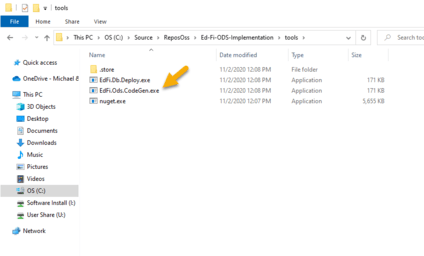 tools
File Home Share View
This PC > OS (C:) > Source > ReposOss > Ed-Fi-ODS-Implementation > tools Search tools
Name Date modified Type Size
Quick access
OneDrive - Michael
This PC
3D Objects
Desktop
Documents
Downloads
Music
Pictures
Videos
OS (C:)
Software Install (I:)
User Share (U:)
Network
.store 11/2/2020 12:08 PM File folder
EdFi.Db.Deploy.exe 11/2/2020 12:08 PM Application 171 KB
EdFi.Ods.CodeGen.exe 11/2/2020 12:08 PM Application 171 KB
nuget.exe 11/2/2020 12:07 PM Application 5,655 KB